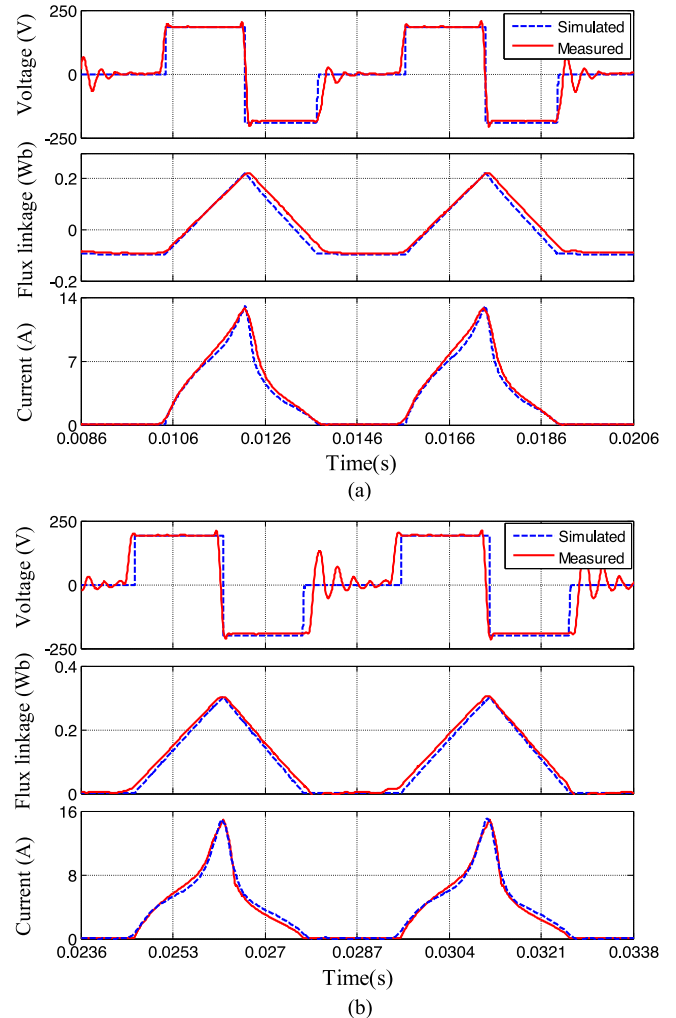 250
0
-250
Voltage (V)
Simulated
Measured
0.2
0
-0.2
Flux linkage (Wb)
14
7
0
Current (A)
0.0086 0.0106 0.0126 0.0146 0.0166 0.0186 0.0206
Time(s)
(a)
250
0
-250
Voltage (V)
Simulated
Measured
0.4
0.2
0
Flux linkage (Wb)
16
8
0
Current (A)
0.0236 0.0253 0.027 0.0287 0.0304 0.0321 0.0338
Time(s)
(b)